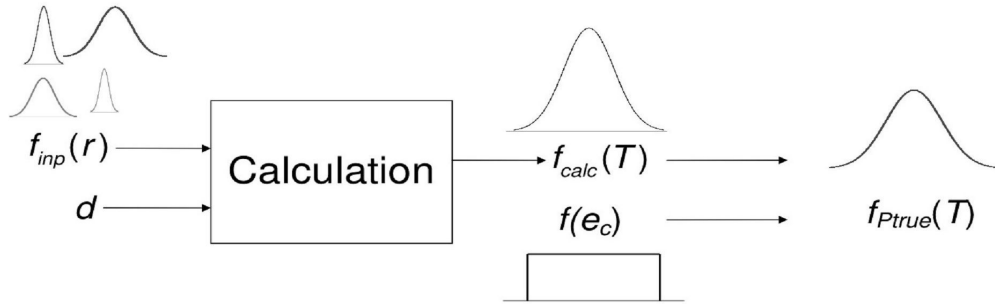 f_inp(r)
d
Calculation
f_calc(T)
f(e_c)
f_Ptrue(T)